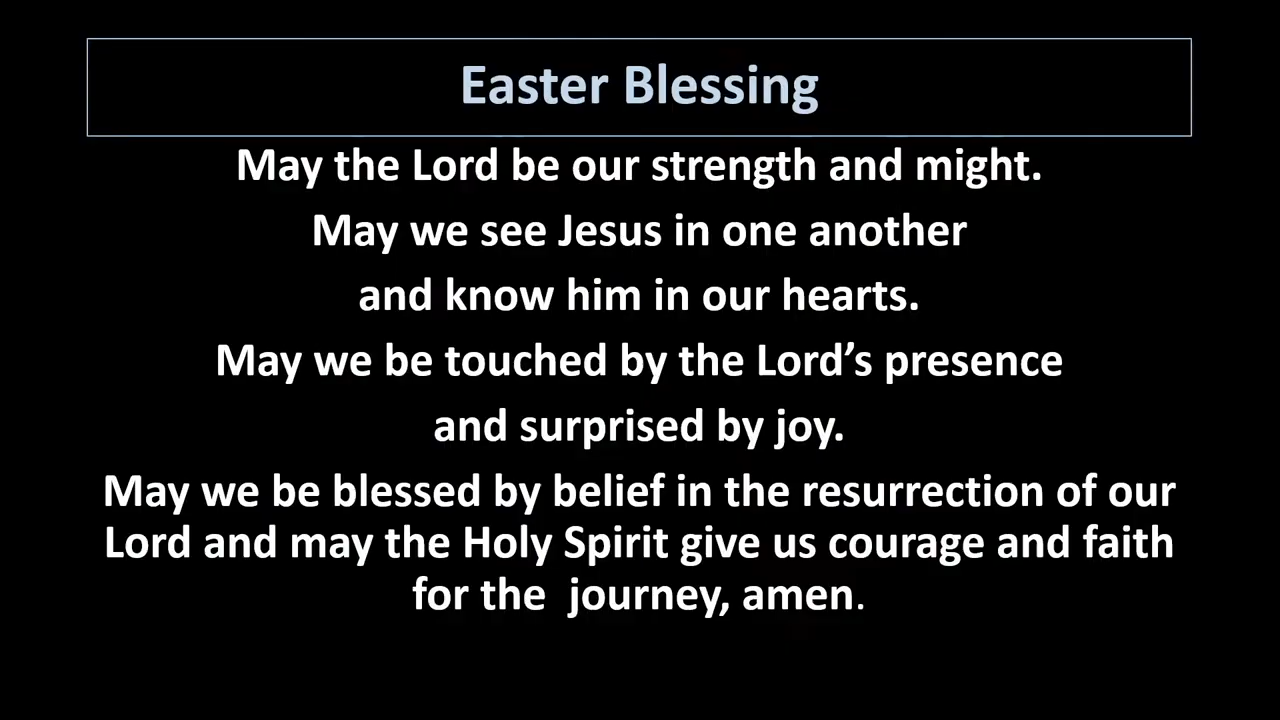 Easter Blessing
May the Lord be our strength and might.
May we see Jesus in one another
and know him in our hearts.
May we be touched by the Lord’s presence
and surprised by joy.
May we be blessed by belief in the resurrection of our
Lord and may the Holy Spirit give us courage and faith
for the  journey, amen.